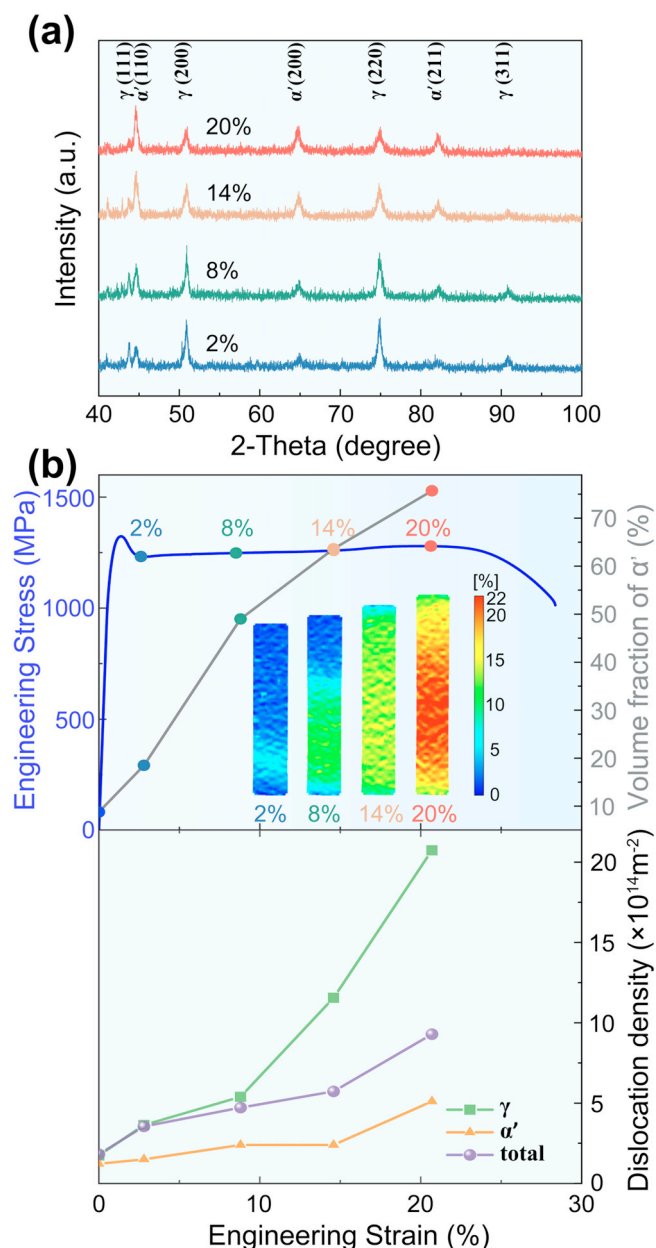 (a)
γ (111)
α′(110)
γ (200)
α′(200)
γ (220)
α′(211)
γ (311)
20%
14%
8%
2%
Intensity (a.u.)
40 50 60 70 80 90 100
2-Theta (degree)
(b)
1500
1000
500
0
Engineering Stress (MPa)
2% 8% 14% 20%
70
60
50
40
30
20
10
Volume fraction of α' (%)
[%]
22
20
15
10
5
0
2% 8% 14% 20%
20
15
10
5
0
Dislocation density (×10¹⁴m⁻²)
γ
α′
total
0 10 20 30
Engineering Strain (%)